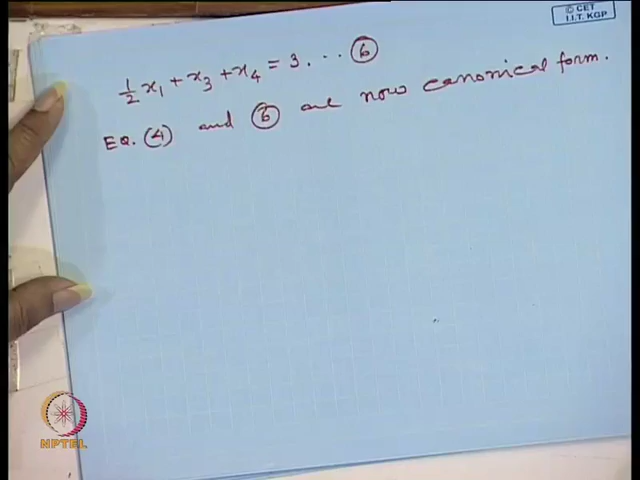 © CET
I.I.T. KGP
1/2 x₁ + x₃ + x₄ = 3 . ... ⑥
EQ. (4) and ⑥ are now canonical form.
NPTEL